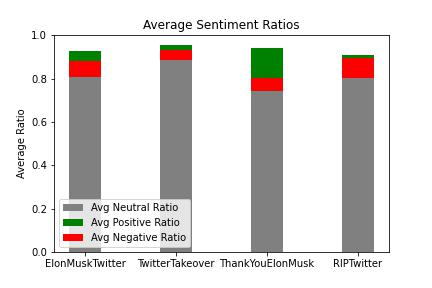 Average Sentiment Ratios
Average Ratio
1.0
0.8
0.6
0.4
0.2
0.0
Avg Neutral Ratio
Avg Positive Ratio
Avg Negative Ratio
ElonMuskTwitter TwitterTakeover ThankYouElonMusk RIPTwitter